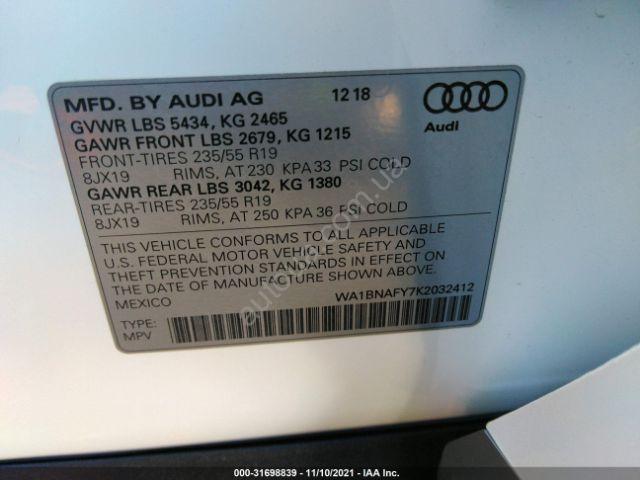 MFD. BY AUDI AG 12 18
GVWR LBS 5434, KG 2465
GAWR FRONT LBS 2679, KG 1215
FRONT-TIRES 235/55 R19
8JX19 RIMS, AT 230 KPA 33 PSI COLD
GAWR REAR LBS 3042, KG 1380
REAR-TIRES 235/55 R19
8JX19 RIMS, AT 250 KPA 36 PSI COLD
Audi
THIS VEHICLE CONFORMS TO ALL APPLICABLE
U.S. FEDERAL MOTOR VEHICLE SAFETY AND
THEFT PREVENTION STANDARDS IN EFFECT ON
THE DATE OF MANUFACTURE SHOWN ABOVE.
MEXICO
WA1BNAFY7K2032412
TYPE:
MPV
autoua.com.ua
000-31698839 - 11/10/2021 - IAA Inc.